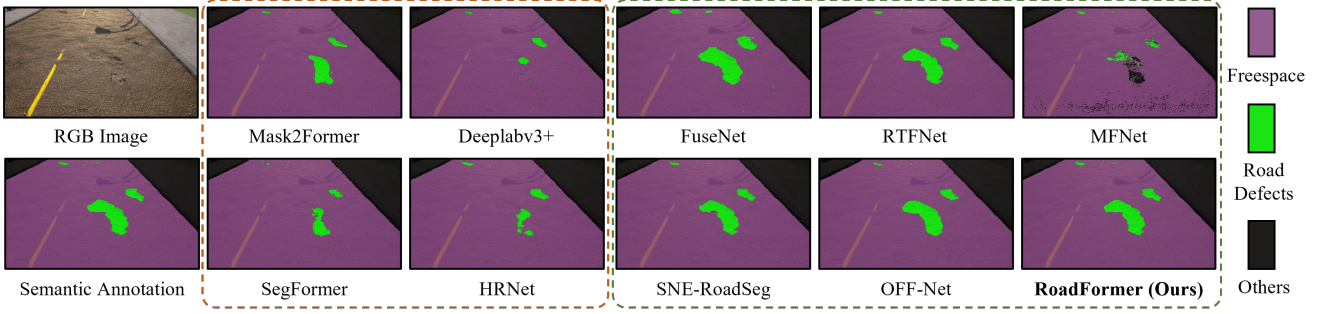 RGB Image
Mask2Former
Deeplabv3+
FuseNet
RTFNet
MFNet
Semantic Annotation
SegFormer
HRNet
SNE-RoadSeg
OFF-Net
RoadFormer (Ours)
Freespace
Road
Defects
Others